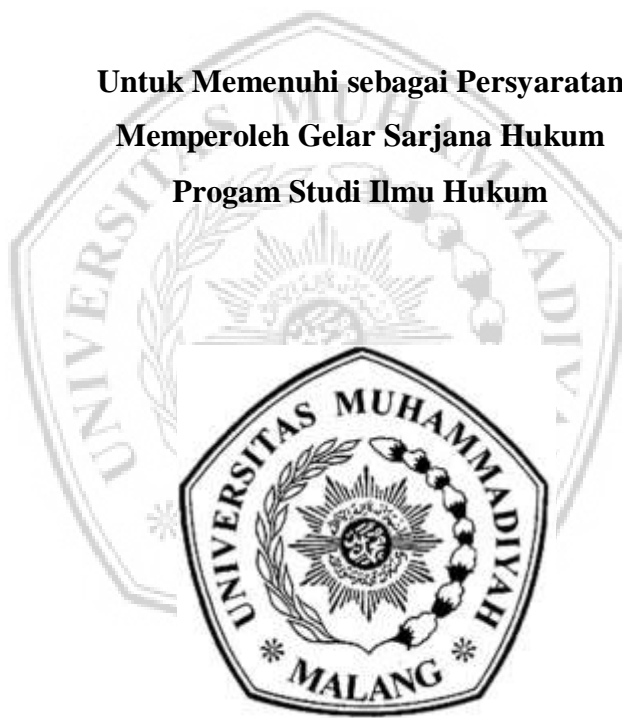 Untuk Memenuhi sebagai Persyaratan
Memperoleh Gelar Sarjana Hukum
Progam Studi Ilmu Hukum
UNIVERSITAS MUHAMMADIYAH
MALANG